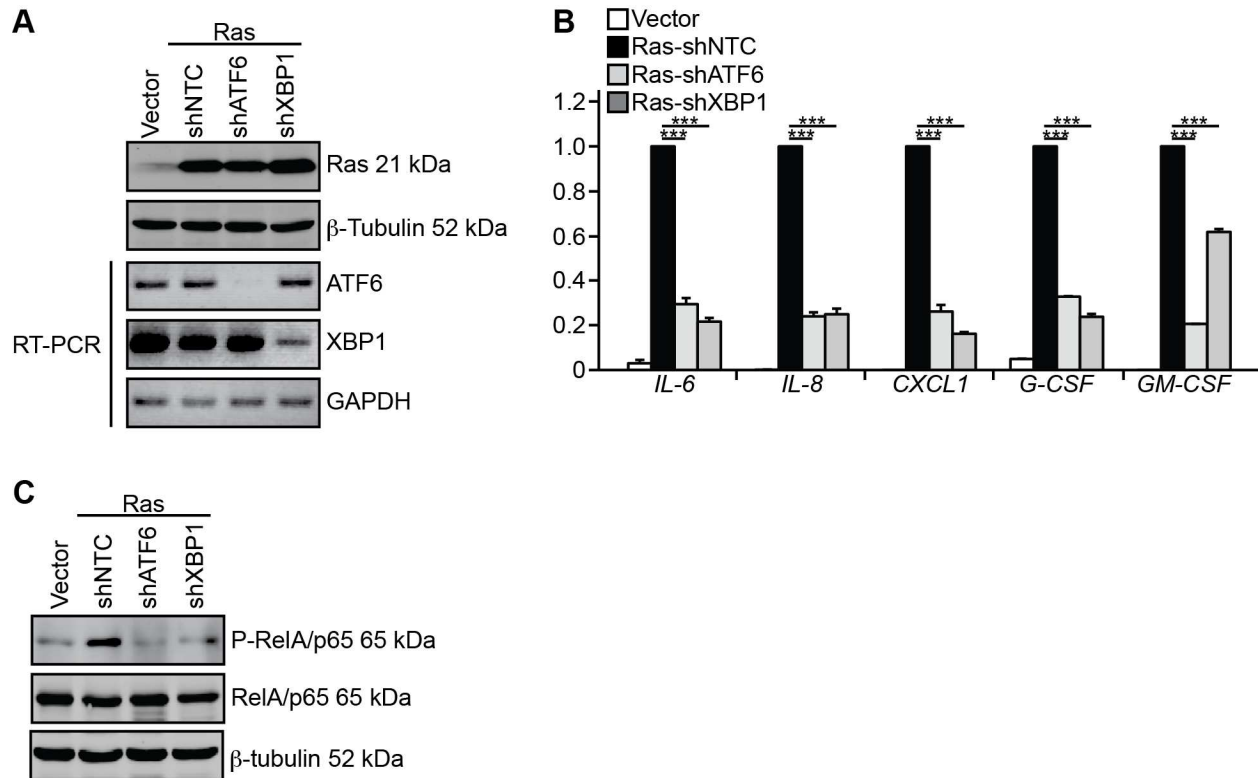 A
Ras
Vector
shNTC
shATF6
shXBP1
Ras 21 kDa
β-Tubulin 52 kDa
RT-PCR
ATF6
XBP1
GAPDH
B
Vector
Ras-shNTC
Ras-shATF6
Ras-shXBP1
1.2
1.0
0.8
0.6
0.4
0.2
0
*** ***
*** ***
*** ***
*** ***
*** ***
IL-6 IL-8 CXCL1 G-CSF GM-CSF
C
Ras
Vector
shNTC
shATF6
shXBP1
P-RelA/p65 65 kDa
RelA/p65 65 kDa
β-tubulin 52 kDa